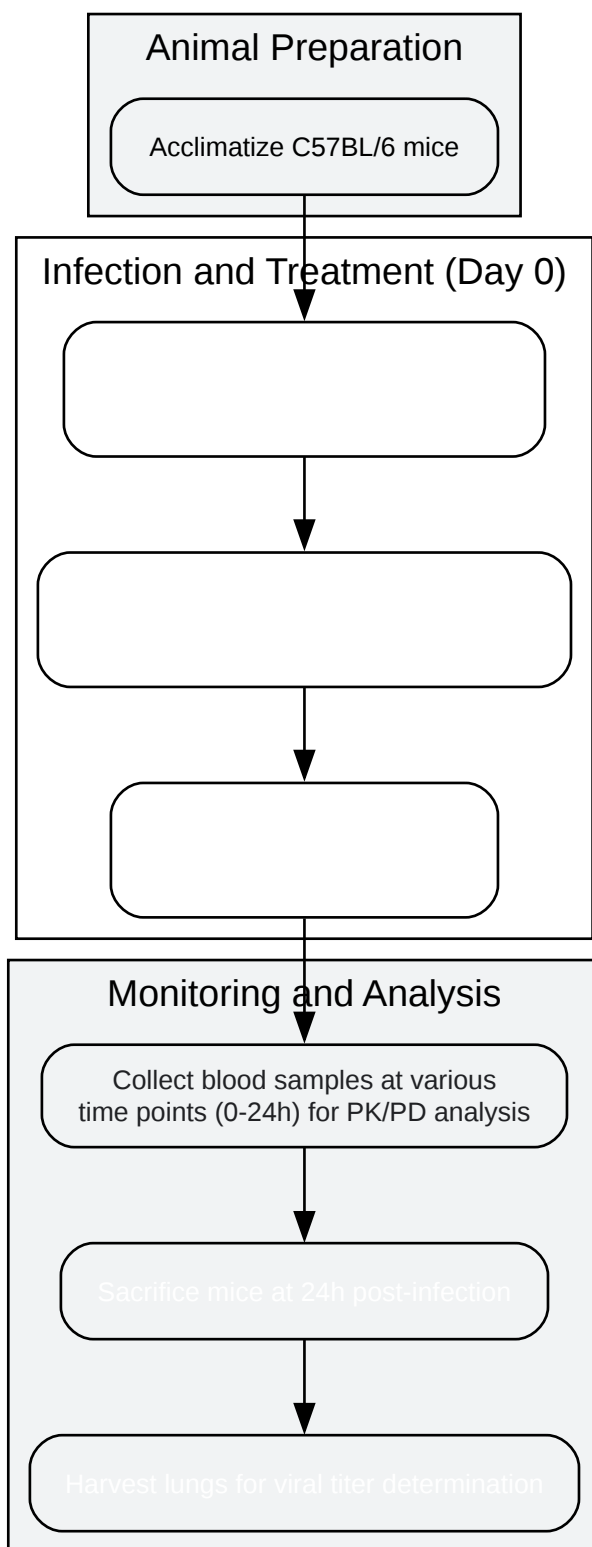 Animal Preparation
Acclimatize C57BL/6 mice
Infection and Treatment (Day 0)
Monitoring and Analysis
Collect blood samples at various
time points (0-24h) for PK/PD analysis
Sacrifice mice at 24h post-infection
Harvest lungs for viral titer determination